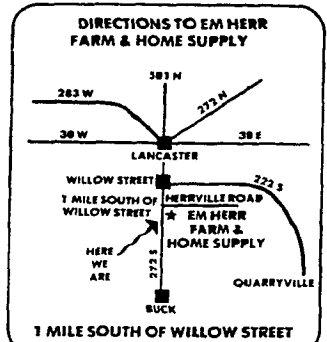 DIRECTIONS TO EM HERR
FARM & HOME SUPPLY
501 N
283 W
272 N
30 W
30 E
LANCASTER
WILLOW STREET
222 S
1 MILE SOUTH OF
WILLOW STREET
HERRVILLE ROAD
EM HERR
FARM &
HOME SUPPLY
HERE
WE
ARE
272 S
QUARRYVILLE
BUCK
1 MILE SOUTH OF WILLOW STREET